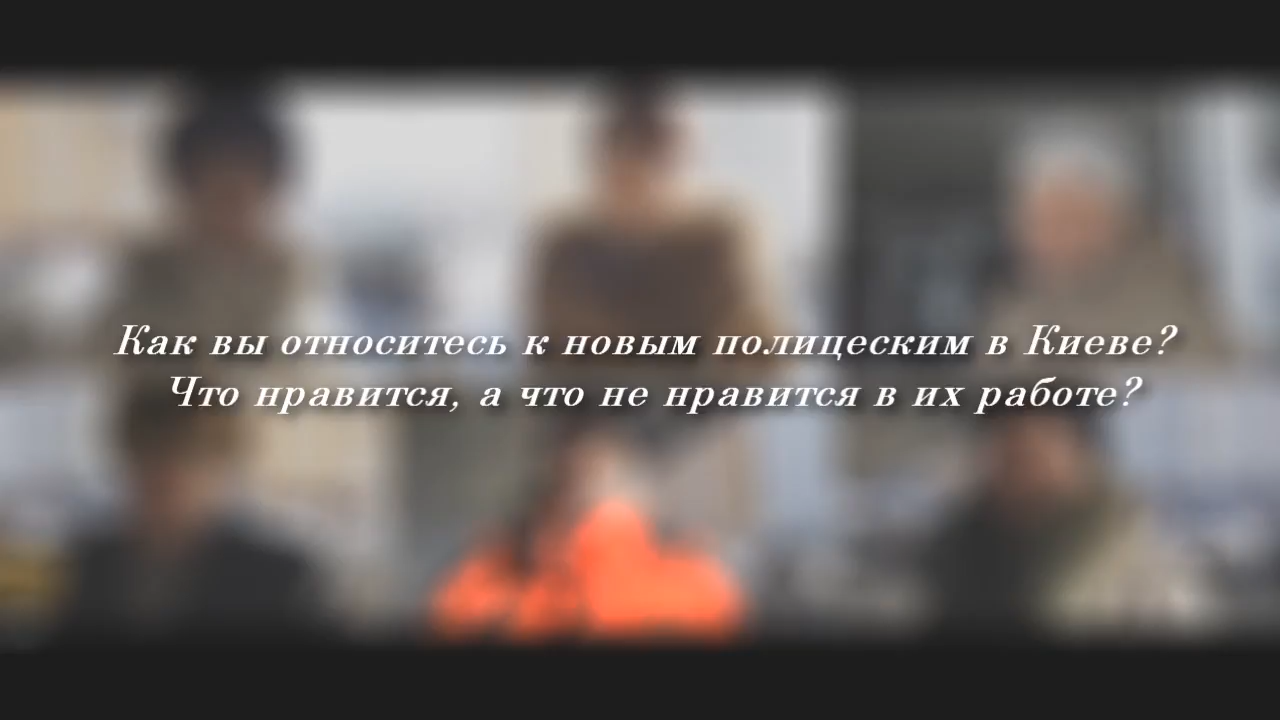 Как вы относитесь к новым полицеским в Киеве?
Что нравится, а что не нравится в их работе?